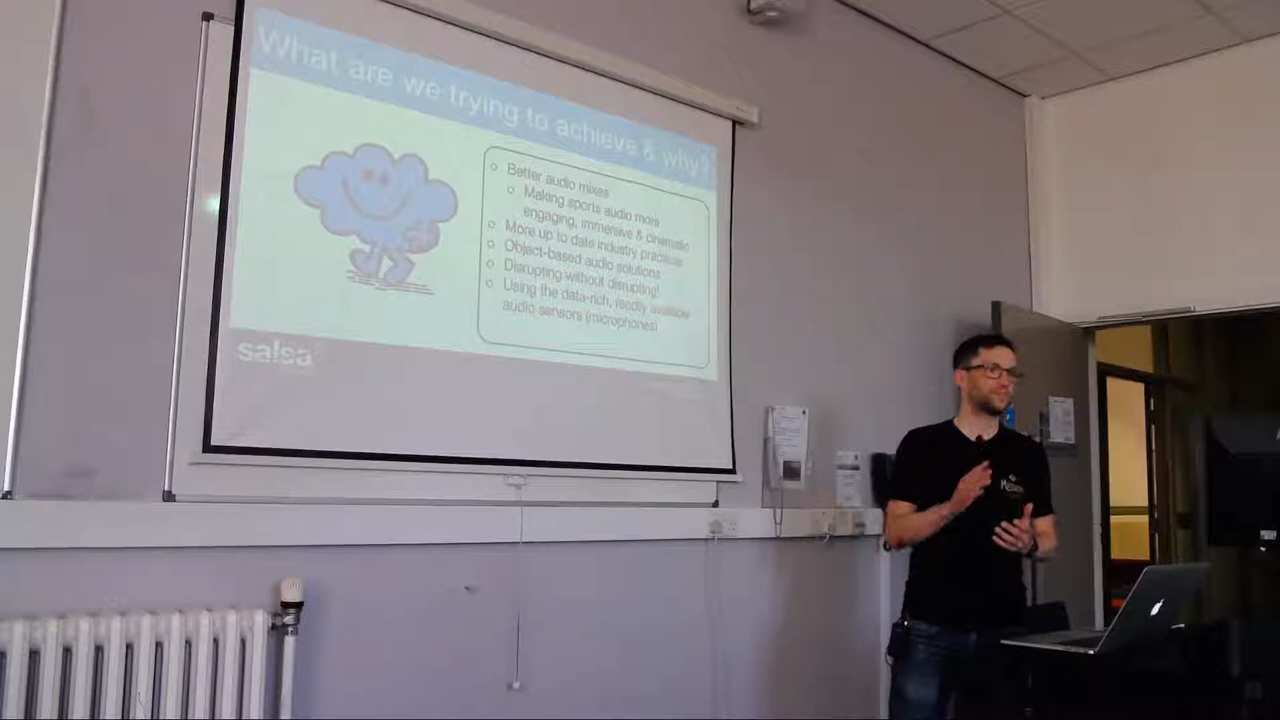 What are we trying to achieve & why?
Better audio mixes
Making sports audio more
engaging, immersive & cinematic
More up to date industry practices
Object-based audio solutions
Disrupting without disrupting!
Using the data-rich, readily available
audio sensors (microphones)
salsa